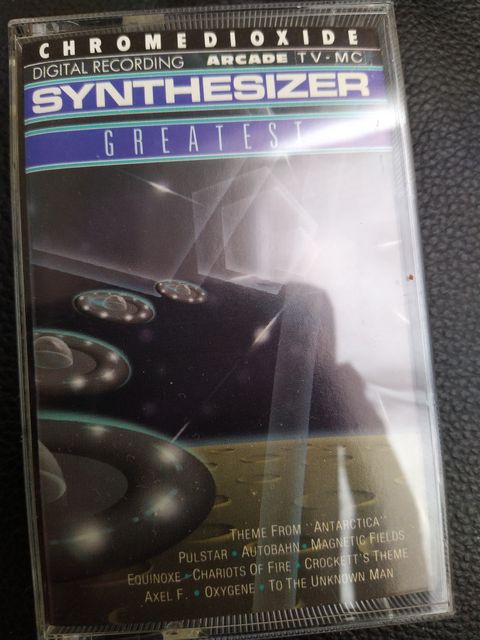 CHROMEDIOXIDE
DIGITAL RECORDING ARCADE TV-MC
SYNTHESIZER
GREATEST
THEME FROM "ANTARCTICA"
PULSTAR • AUTOBAHN • MAGNETIC FIELDS
EQUINOXE • CHARIOTS OF FIRE • CROCKETT'S THEME
AXEL F. • OXYGENE • TO THE UNKNOWN MAN